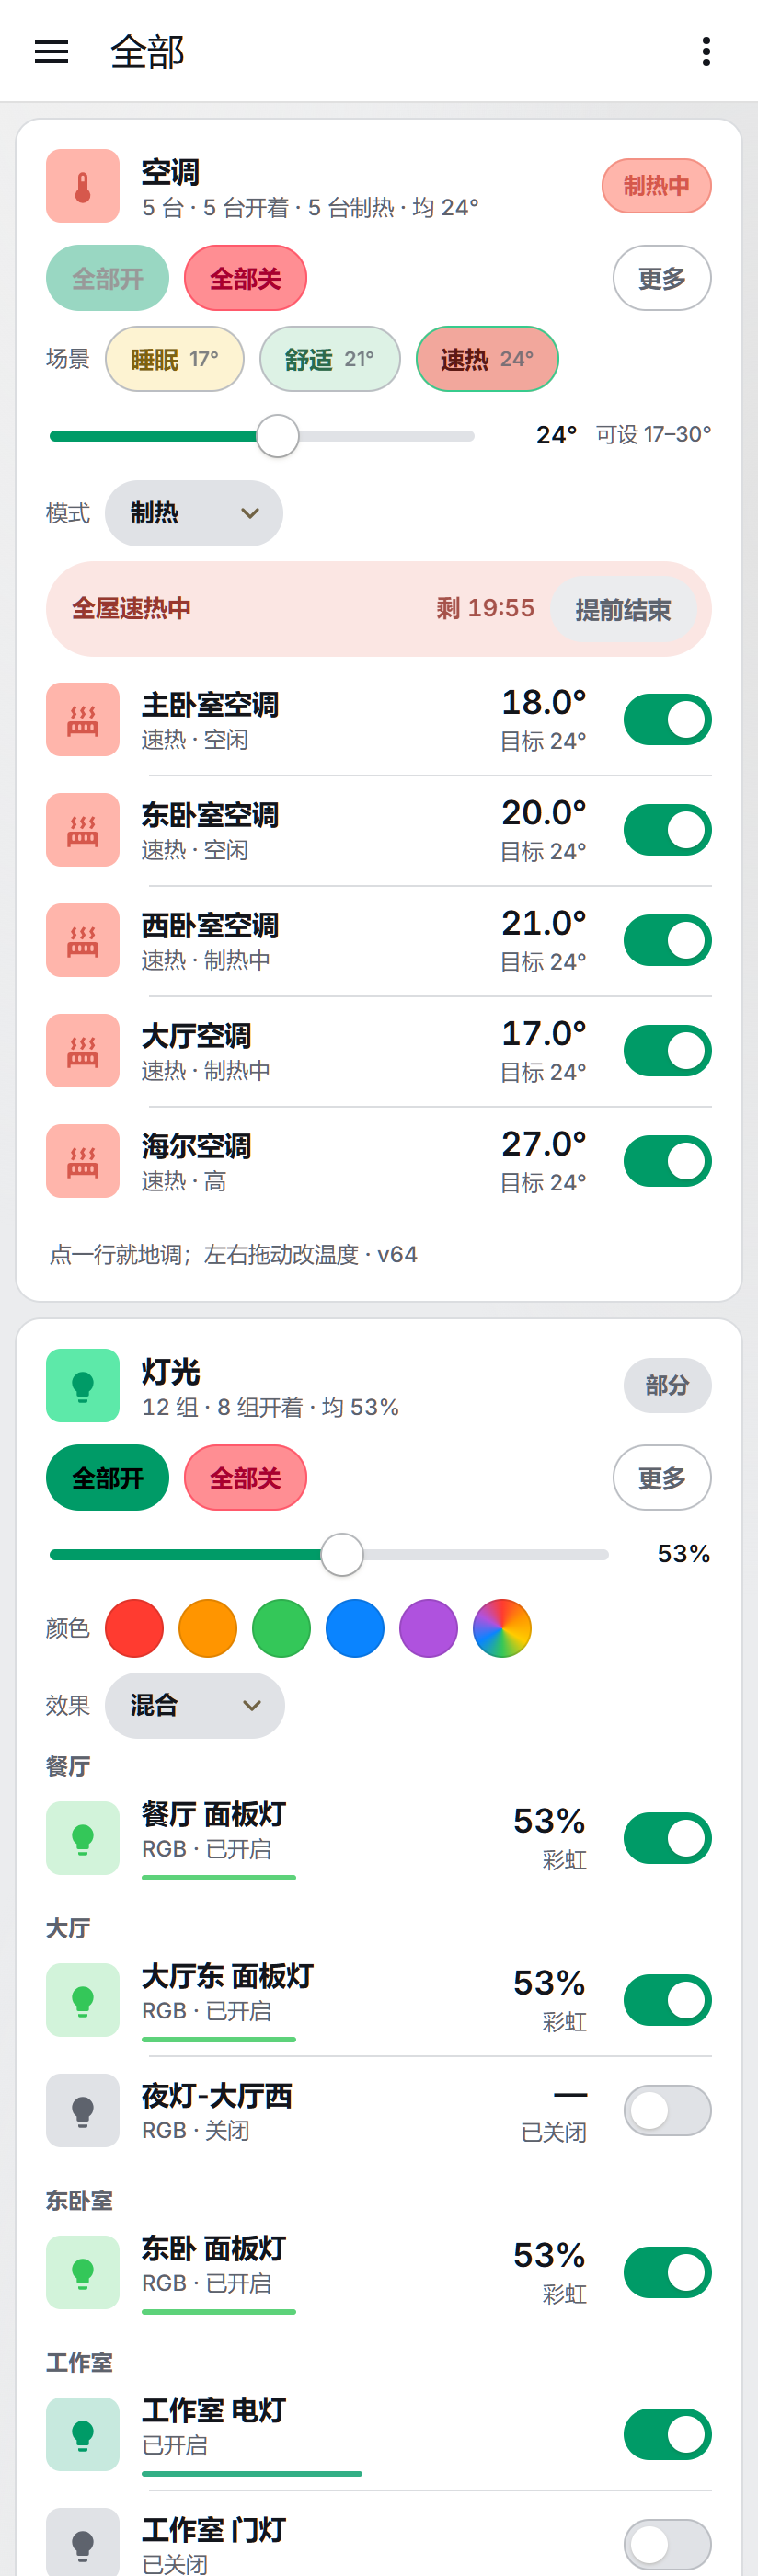 全部
空调
5 台 · 5 台开着 · 5 台制热 · 均 24°
制热中
全部开 全部关 更多
场景 睡眠 17° 舒适 21° 速热 24°
24° 可设 17–30°
模式 制热
全屋速热中 剩 19:55 提前结束
主卧室空调 18.0°
速热 · 空闲 目标 24°
东卧室空调 20.0°
速热 · 空闲 目标 24°
西卧室空调 21.0°
速热 · 制热中 目标 24°
大厅空调 17.0°
速热 · 制热中 目标 24°
海尔空调 27.0°
速热 · 高 目标 24°
点一行就地调；左右拖动改温度 · v64
灯光
12 组 · 8 组开着 · 均 53%
部分
全部开 全部关 更多
53%
颜色
效果 混合
餐厅
餐厅 面板灯 53%
RGB · 已开启 彩虹
大厅
大厅东 面板灯 53%
RGB · 已开启 彩虹
夜灯-大厅西 —
RGB · 关闭 已关闭
东卧室
东卧 面板灯 53%
RGB · 已开启 彩虹
工作室
工作室 电灯
已开启
工作室 门灯
已关闭